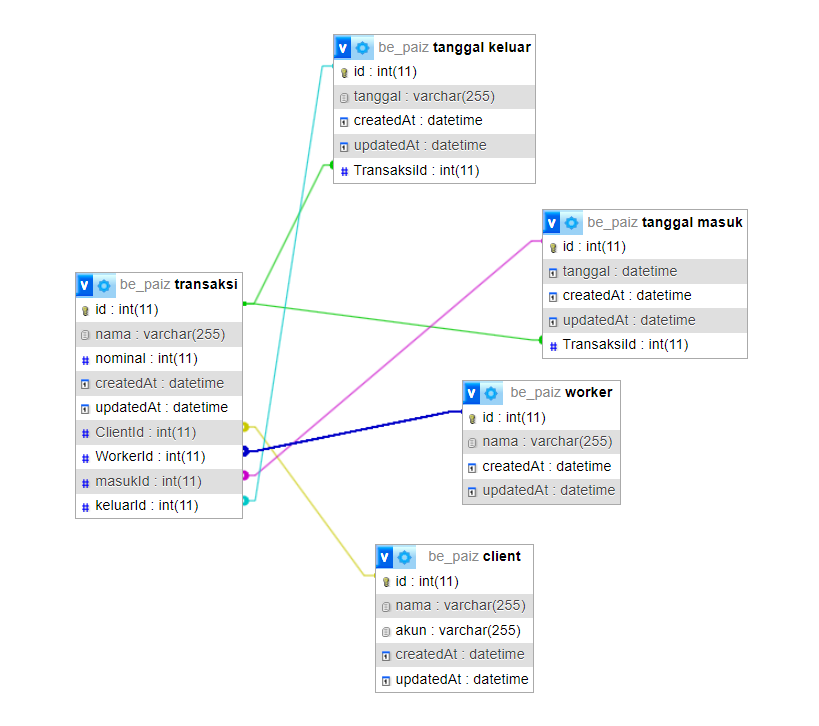 be_paiz tanggal keluar
id : int(11)
tanggal : varchar(255)
createdAt : datetime
updatedAt : datetime
TransaksiId : int(11)
be_paiz tanggal masuk
id : int(11)
tanggal : datetime
createdAt : datetime
updatedAt : datetime
TransaksiId : int(11)
be_paiz transaksi
id : int(11)
nama : varchar(255)
nominal : int(11)
createdAt : datetime
updatedAt : datetime
ClientId : int(11)
WorkerId : int(11)
masukId : int(11)
keluarId : int(11)
be_paiz worker
id : int(11)
nama : varchar(255)
createdAt : datetime
updatedAt : datetime
be_paiz client
id : int(11)
nama : varchar(255)
akun : varchar(255)
createdAt : datetime
updatedAt : datetime